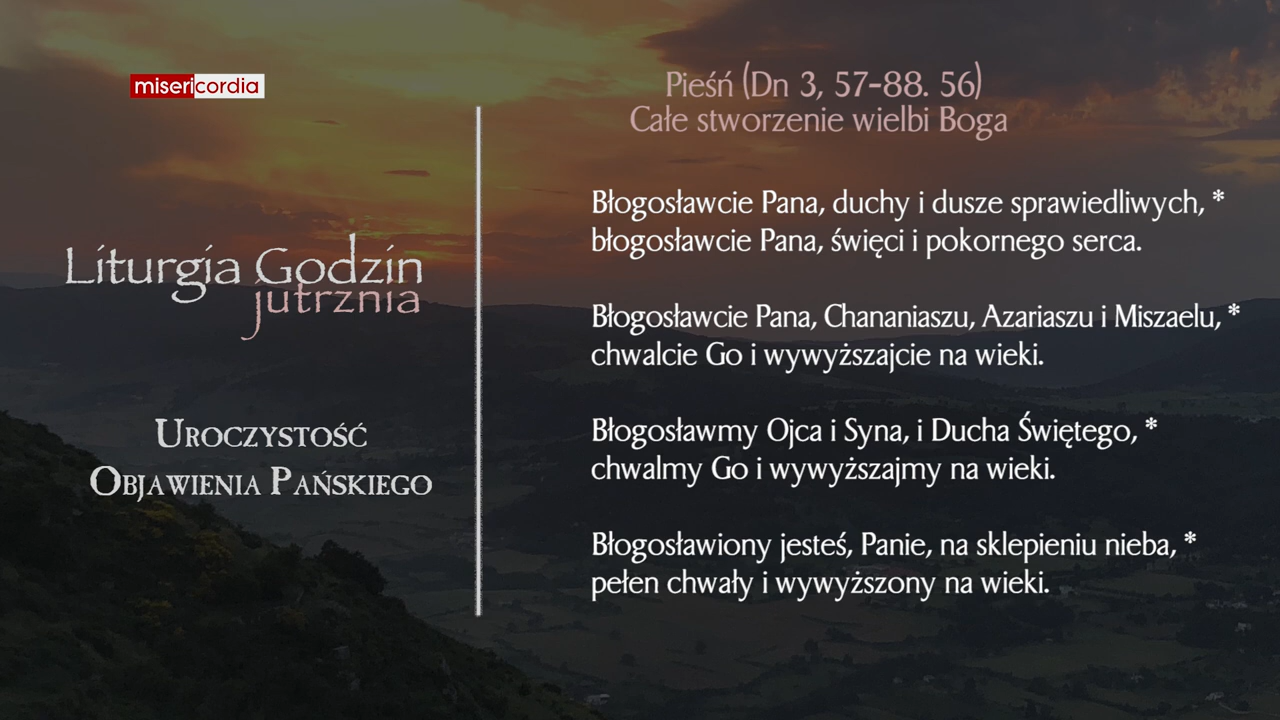 misericordia
Liturgia Godzin
jutrznia
Uroczystość
Objawienia Pańskiego
Pieśń (Dn 3, 57-88. 56)
Całe stworzenie wielbi Boga
Błogosławcie Pana, duchy i dusze sprawiedliwych, *
błogosławcie Pana, święci i pokornego serca.
Błogosławcie Pana, Chananiaszu, Azariaszu i Miszaelu, *
chwalcie Go i wywyższajcie na wieki.
Błogosławmy Ojca i Syna, i Ducha Świętego, *
chwalmy Go i wywyższajmy na wieki.
Błogosławiony jesteś, Panie, na sklepieniu nieba, *
pełen chwały i wywyższony na wieki.